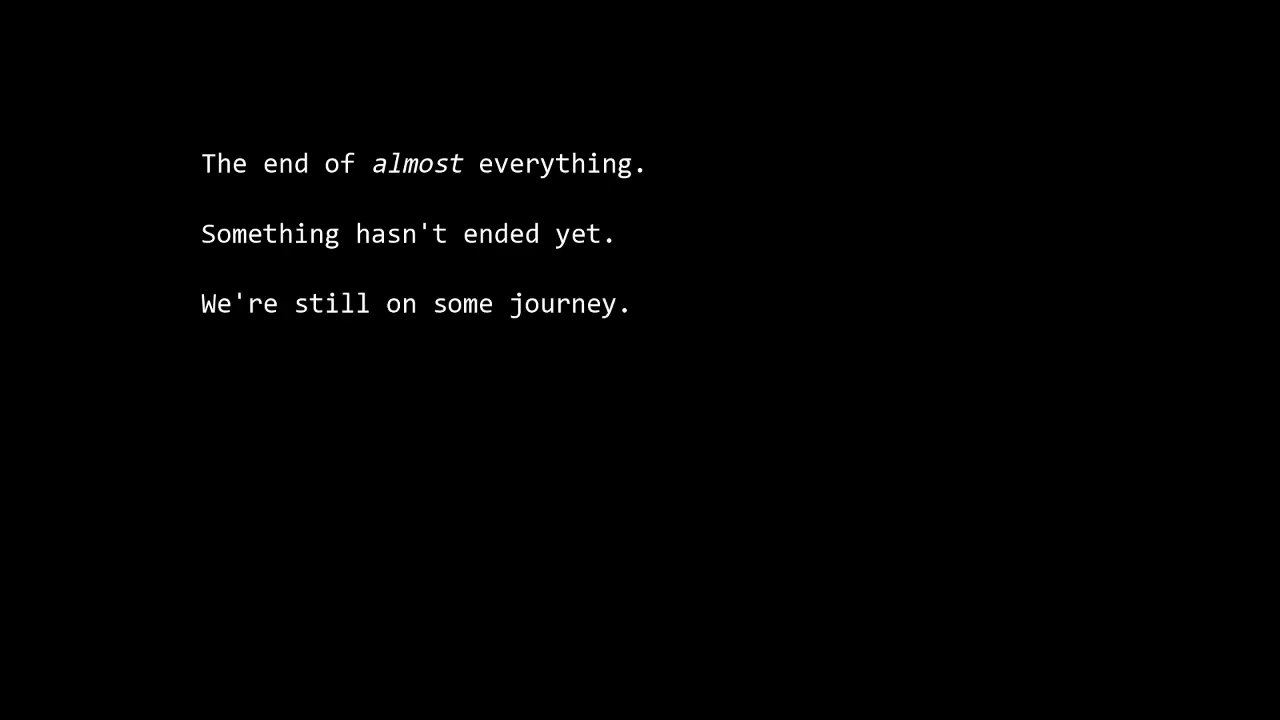 The end of almost everything.
Something hasn't ended yet.
We're still on some journey.